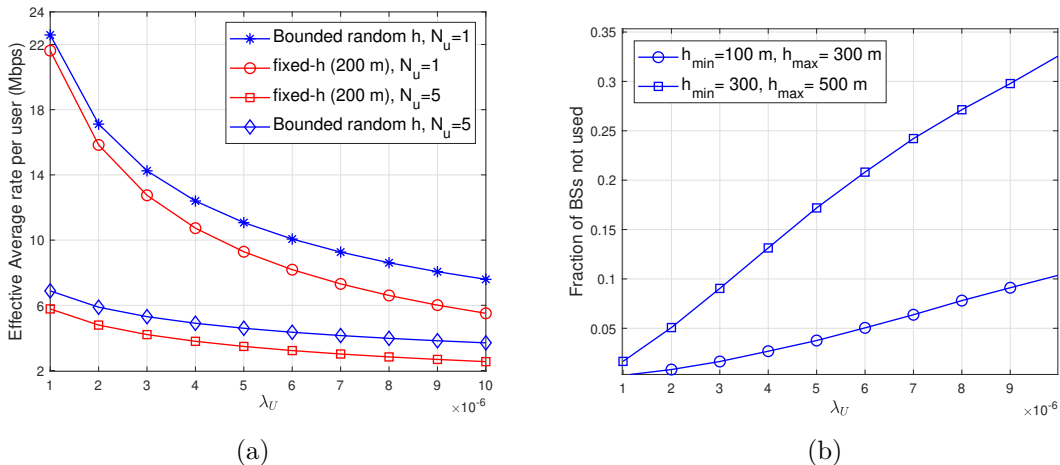 24
22
18
14
10
6
2
Effective Average rate per user (Mbps)
Bounded random h, N_u=1
fixed-h (200 m), N_u=1
fixed-h (200 m), N_u=5
Bounded random h, N_u=5
1 2 3 4 5 6 7 8 9 10
λ_U
×10^-6
(a)
0.35
0.3
0.25
0.2
0.15
0.1
0.05
Fraction of BSs not used
h_min=100 m, h_max= 300 m
h_min= 300, h_max= 500 m
1 2 3 4 5 6 7 8 9
λ_U
×10^-6
(b)